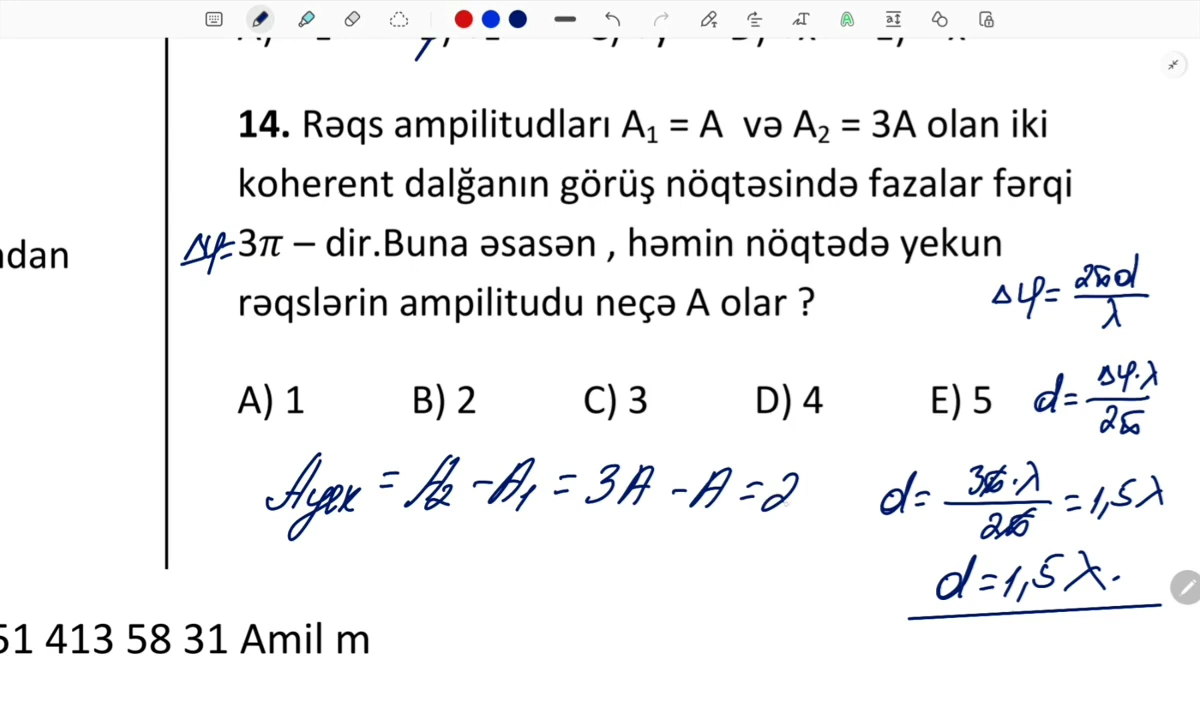 14. Rəqs ampilitudları A₁ = A və A₂ = 3A olan iki
koherent dalğanın görüş nöqtəsində fazalar fərqi
Δφ= 3π – dir.Buna əsasən , həmin nöqtədə yekun
rəqslərin ampilitudu neçə A olar ?
A) 1 B) 2 C) 3 D) 4 E) 5
Ayek = A₂ - A₁ = 3A - A = 2
Δφ= 2πd/λ
d= Δφ·λ/2π
d= 3π·λ/2π = 1,5λ
d=1,5λ.
ndan
51 413 58 31 Amil m